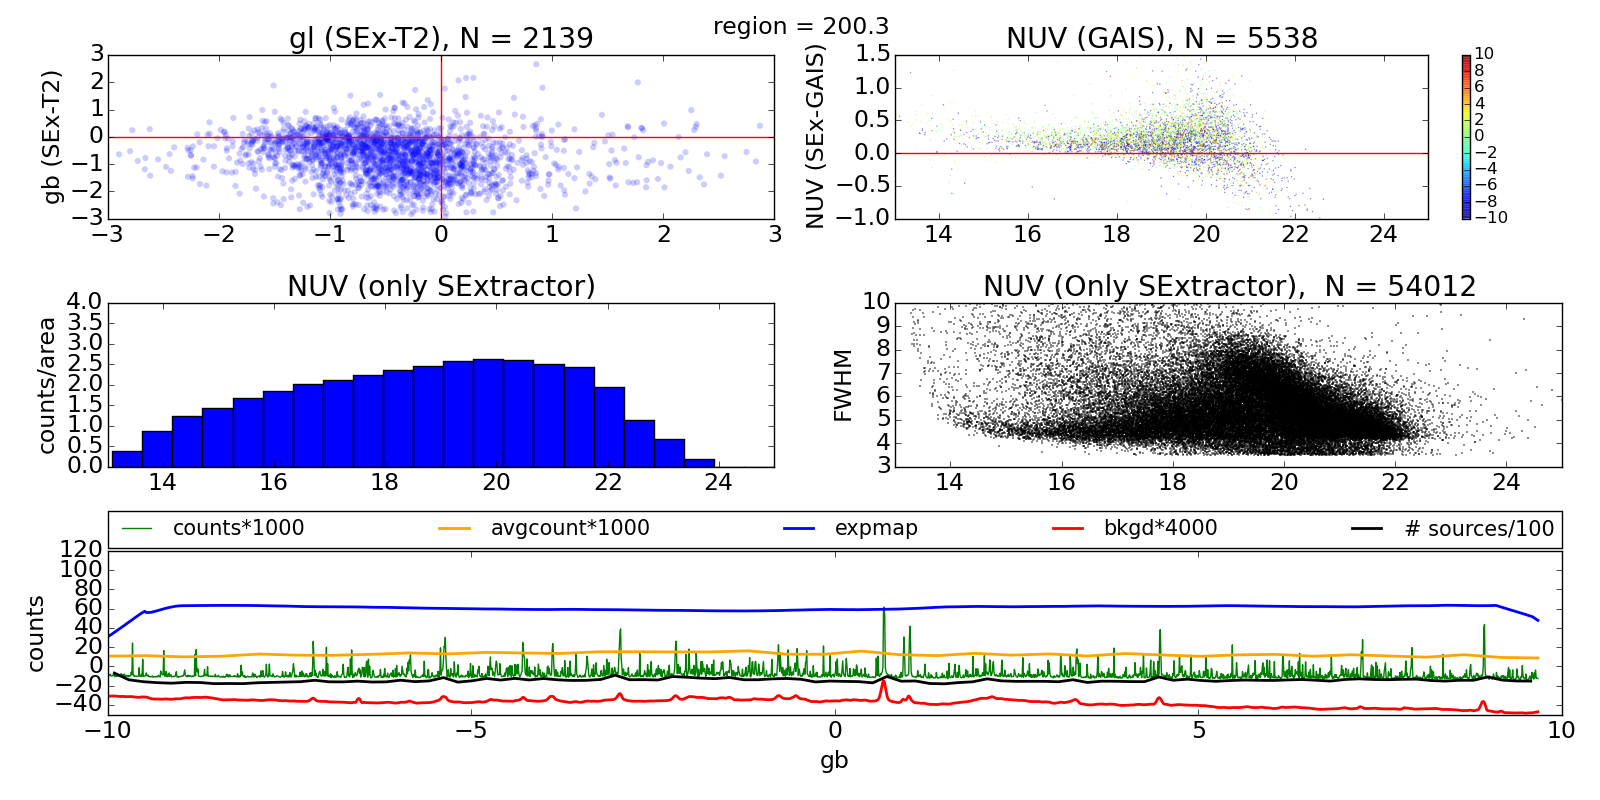 region = 200.3
gl (SEx-T2), N = 2139
gb (SEx-T2)
3
2
1
0
−1
−2
−3
−3 −2 −1 0 1 2 3
NUV (GAIS), N = 5538
NUV (SEx-GAIS)
1.5
1.0
0.5
0.0
−0.5
−1.0
14 16 18 20 22 24
10
8
6
4
2
0
−2
−4
−6
−8
−10
NUV (only SExtractor)
counts/area
4.0
3.5
3.0
2.5
2.0
1.5
1.0
0.5
0.0
14 16 18 20 22 24
NUV (Only SExtractor), N = 54012
FWHM
10
9
8
7
6
5
4
3
14 16 18 20 22 24
counts*1000 avgcount*1000 expmap bkgd*4000 # sources/100
counts
120
100
80
60
40
20
0
−20
−40
−10 −5 0 5 10
gb